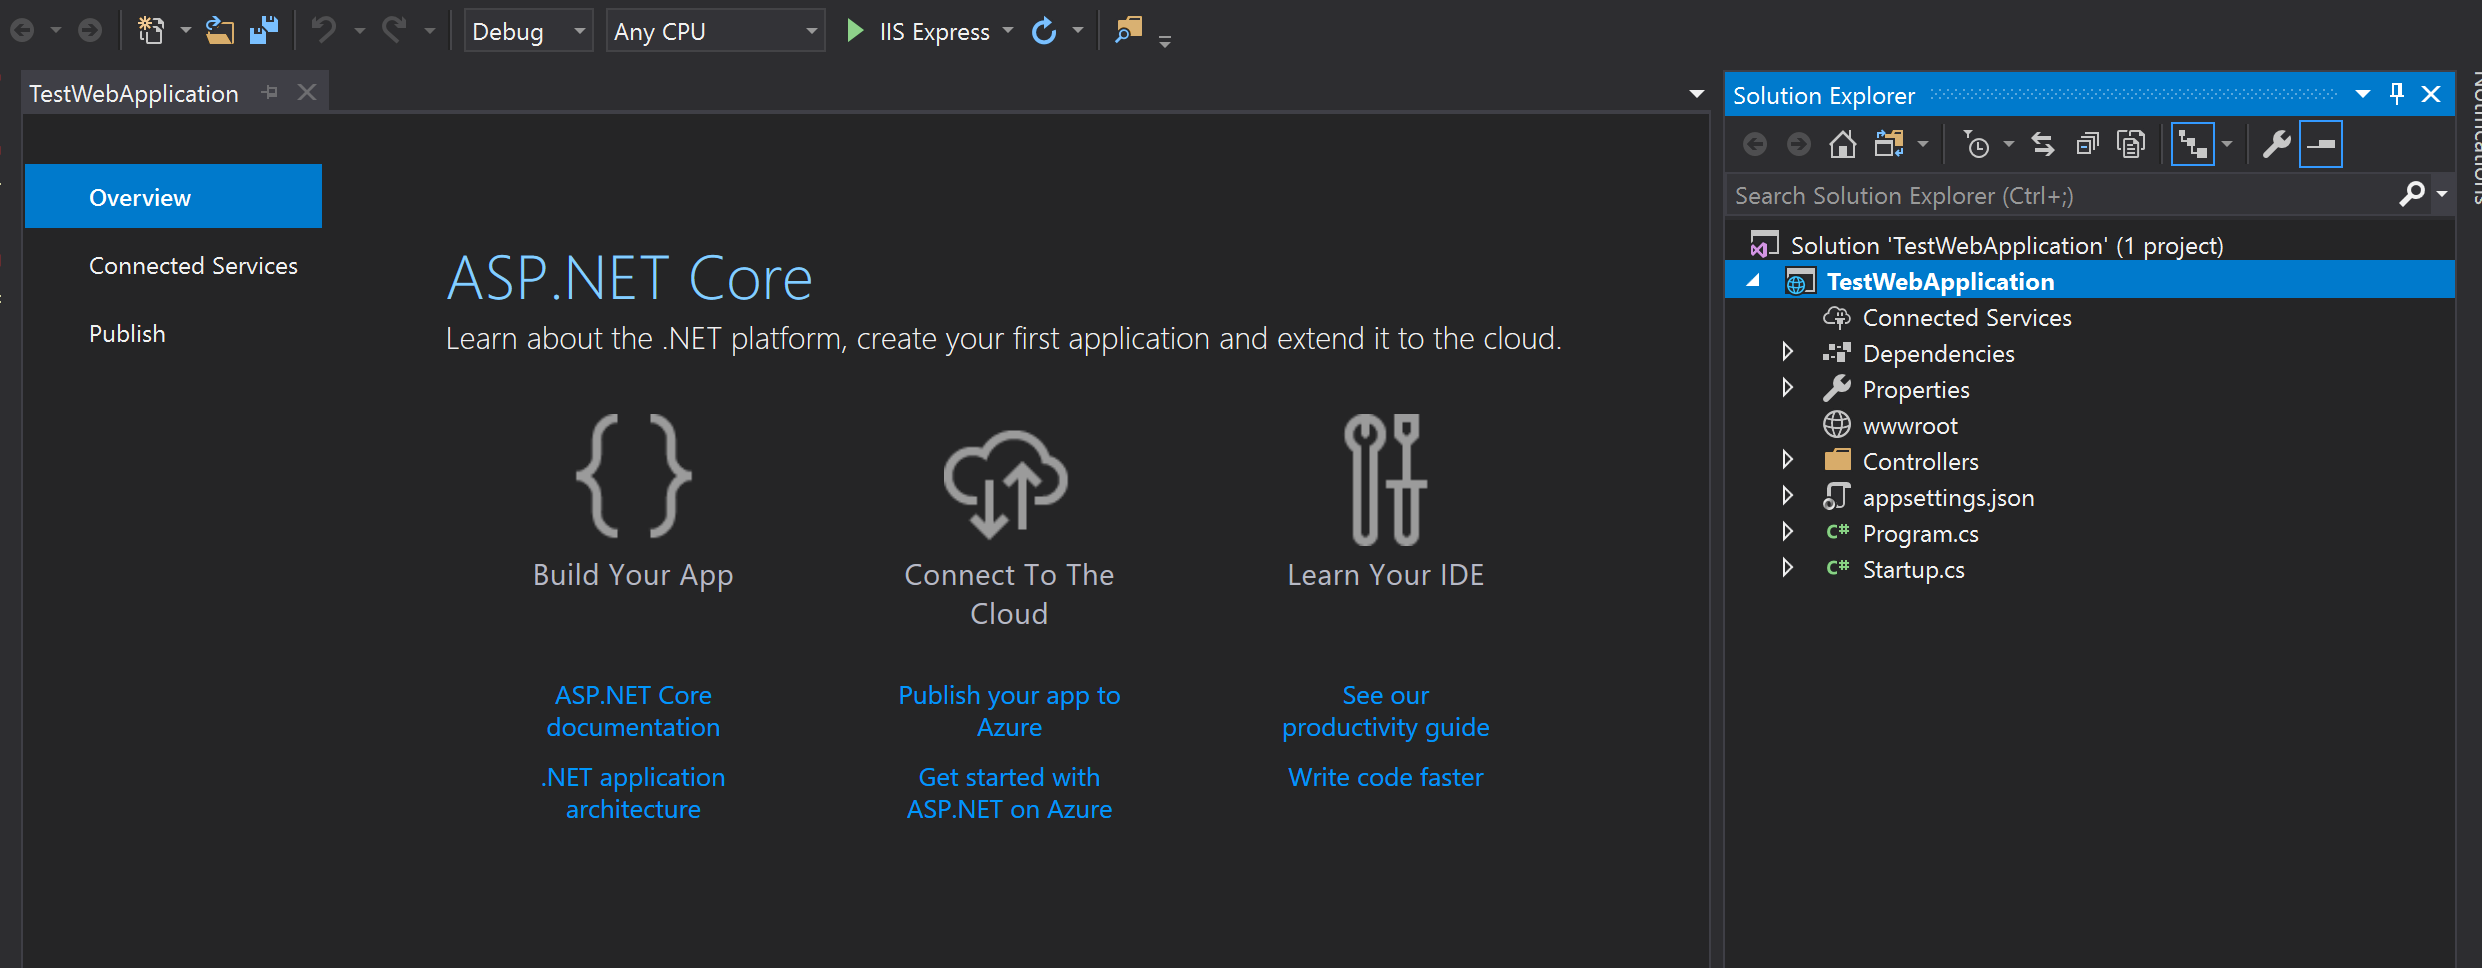 Debug
Any CPU
IIS Express
TestWebApplication
Overview
Connected Services
Publish
ASP.NET Core
Learn about the .NET platform, create your first application and extend it to the cloud.
Build Your App
ASP.NET Core
documentation
.NET application
architecture
Connect To The
Cloud
Publish your app to
Azure
Get started with
ASP.NET on Azure
Learn Your IDE
See our
productivity guide
Write code faster
Solution Explorer
Search Solution Explorer (Ctrl+;)
Solution 'TestWebApplication' (1 project)
TestWebApplication
Connected Services
Dependencies
Properties
wwwroot
Controllers
appsettings.json
C# Program.cs
C# Startup.cs
Notifications